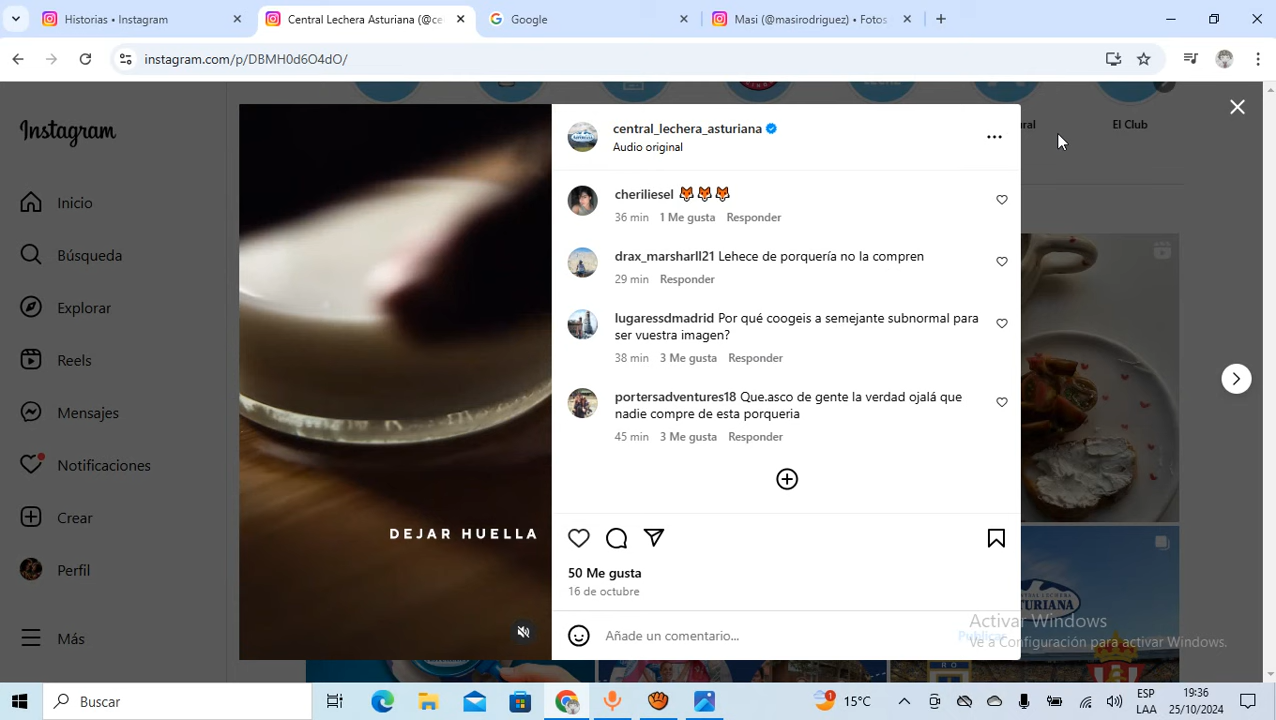 Historias • Instagram
Central Lechera Asturiana (@ce
Google
Masi (@masirodriguez) • Fotos
instagram.com/p/DBMH0d6O4dO/
El Club
Instagram
Inicio
Búsqueda
Explorar
Reels
Mensajes
Notificaciones
Crear
Perfil
Más
DEJAR HUELLA
central_lechera_asturiana
Audio original
cheriliesel 🦊🦊🦊
36 min 1 Me gusta Responder
drax_marsharll21 Lehece de porquería no la compren
29 min Responder
lugaressdmadrid Por qué coogeis a semejante subnormal para
ser vuestra imagen?
38 min 3 Me gusta Responder
portersadventures18 Que.asco de gente la verdad ojalá que
nadie compre de esta porqueria
45 min 3 Me gusta Responder
50 Me gusta
16 de octubre
Añade un comentario...
Publicar
Activar Windows
Ve a Configuración para activar Windows.
Buscar
1
15°C
ESP
LAA
19:36
25/10/2024